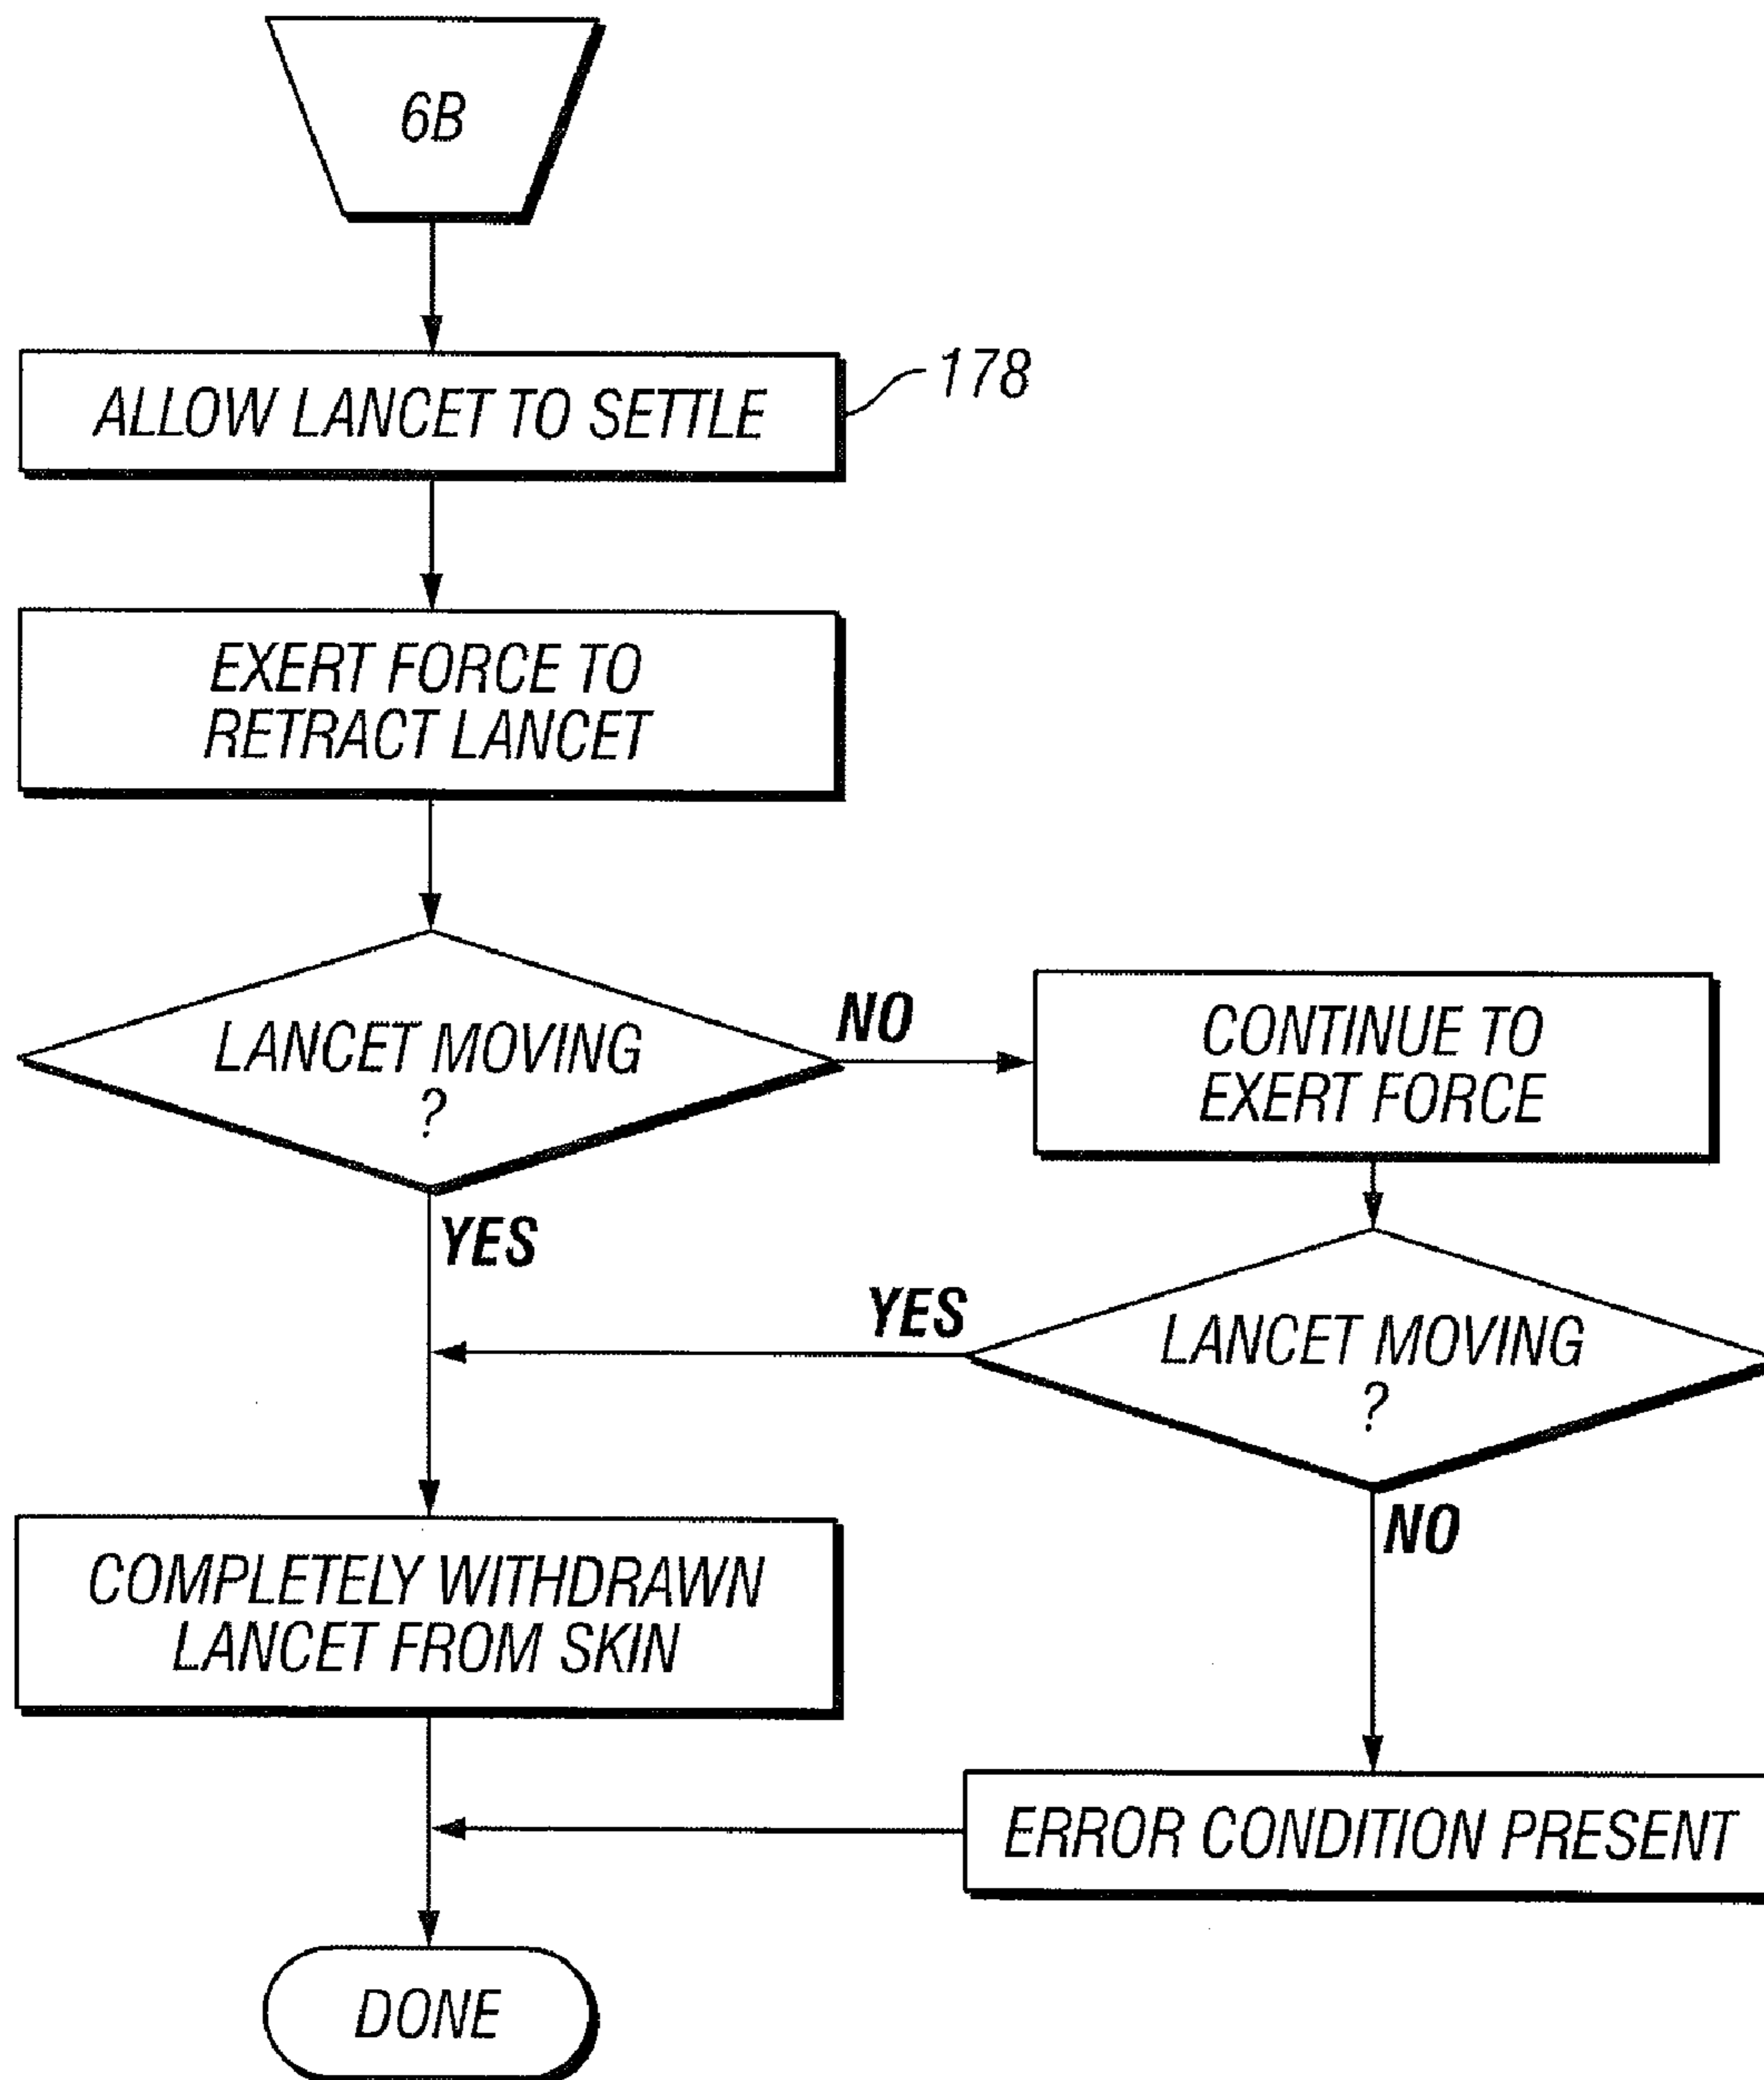 6B
ALLOW LANCET TO SETTLE
178
EXERT FORCE TO
RETRACT LANCET
LANCET MOVING
?
NO
CONTINUE TO
EXERT FORCE
YES
YES
LANCET MOVING
?
NO
COMPLETELY WITHDRAWN
LANCET FROM SKIN
ERROR CONDITION PRESENT
DONE